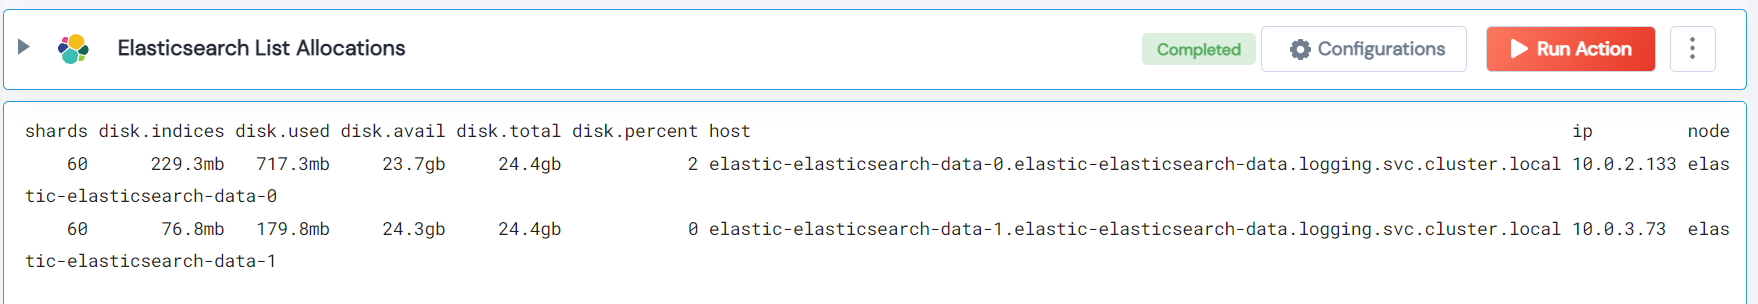 Elasticsearch List Allocations Completed Configurations Run Action
shards disk.indices disk.used disk.avail disk.total disk.percent host ip node
60 229.3mb 717.3mb 23.7gb 24.4gb 2 elastic-elasticsearch-data-0.elastic-elasticsearch-data.logging.svc.cluster.local 10.0.2.133 elas
tic-elasticsearch-data-0
60 76.8mb 179.8mb 24.3gb 24.4gb 0 elastic-elasticsearch-data-1.elastic-elasticsearch-data.logging.svc.cluster.local 10.0.3.73 elas
tic-elasticsearch-data-1